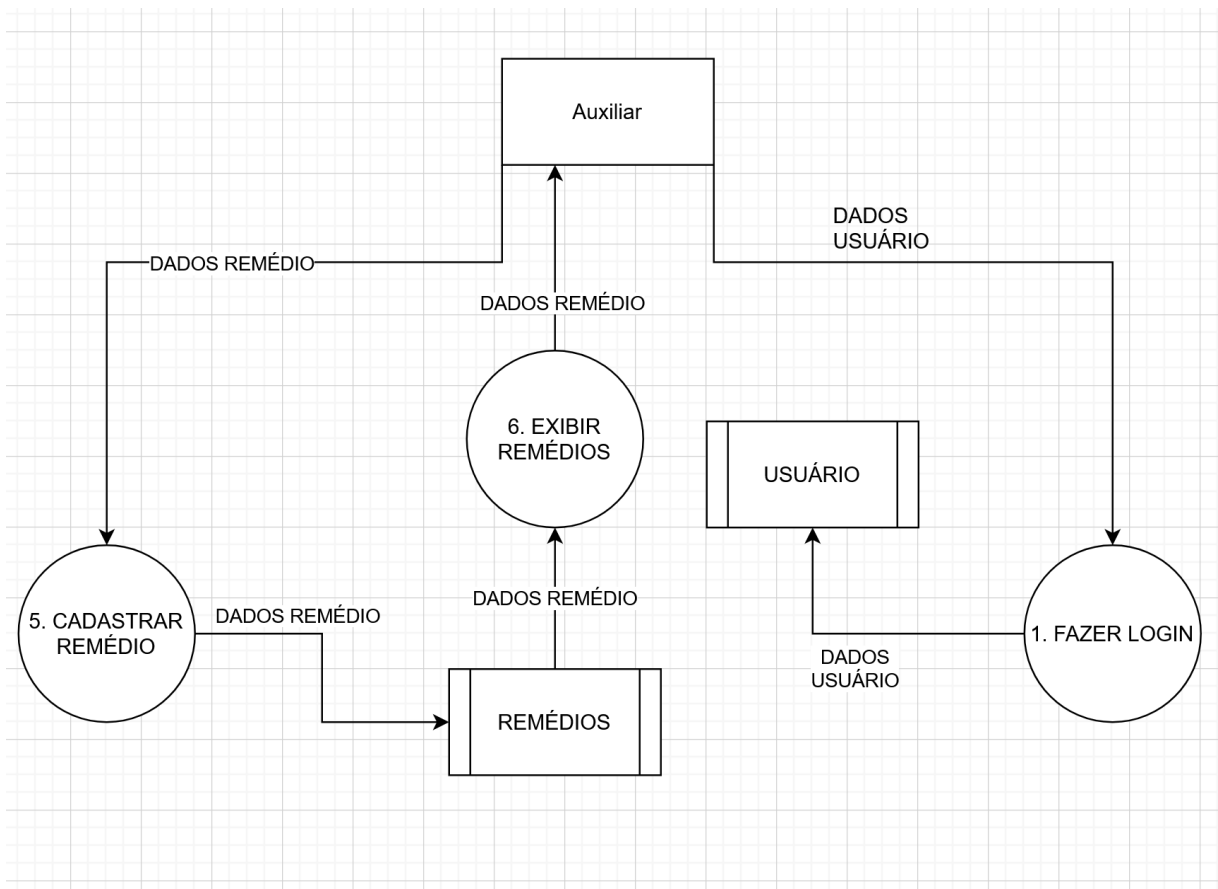 Auxiliar
DADOS
USUÁRIO
DADOS REMÉDIO
DADOS REMÉDIO
6. EXIBIR
REMÉDIOS
USUÁRIO
DADOS REMÉDIO
5. CADASTRAR
REMÉDIO
DADOS REMÉDIO
1. FAZER LOGIN
DADOS
USUÁRIO
REMÉDIOS